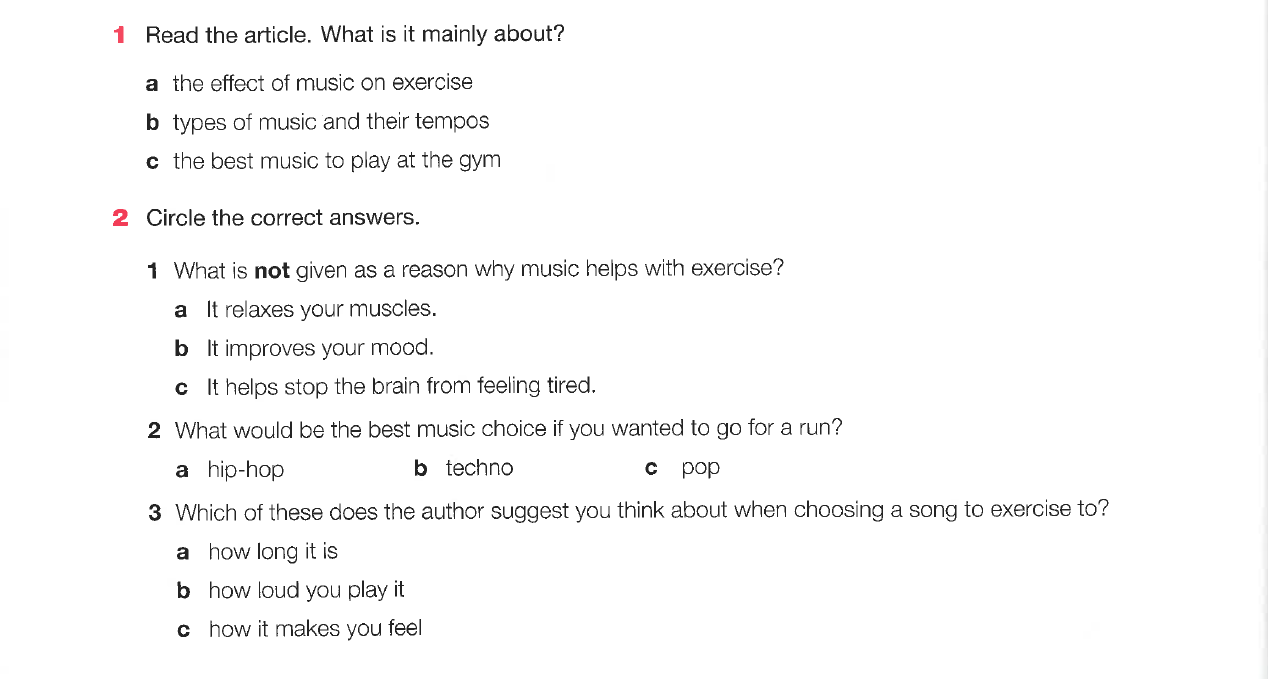 1 Read the article. What is it mainly about?
a the effect of music on exercise
b types of music and their tempos
c the best music to play at the gym
2 Circle the correct answers.
1 What is not given as a reason why music helps with exercise?
a It relaxes your muscles.
b It improves your mood.
c It helps stop the brain from feeling tired.
2 What would be the best music choice if you wanted to go for a run?
a hip-hop b techno c pop
3 Which of these does the author suggest you think about when choosing a song to exercise to?
a how long it is
b how loud you play it
c how it makes you feel